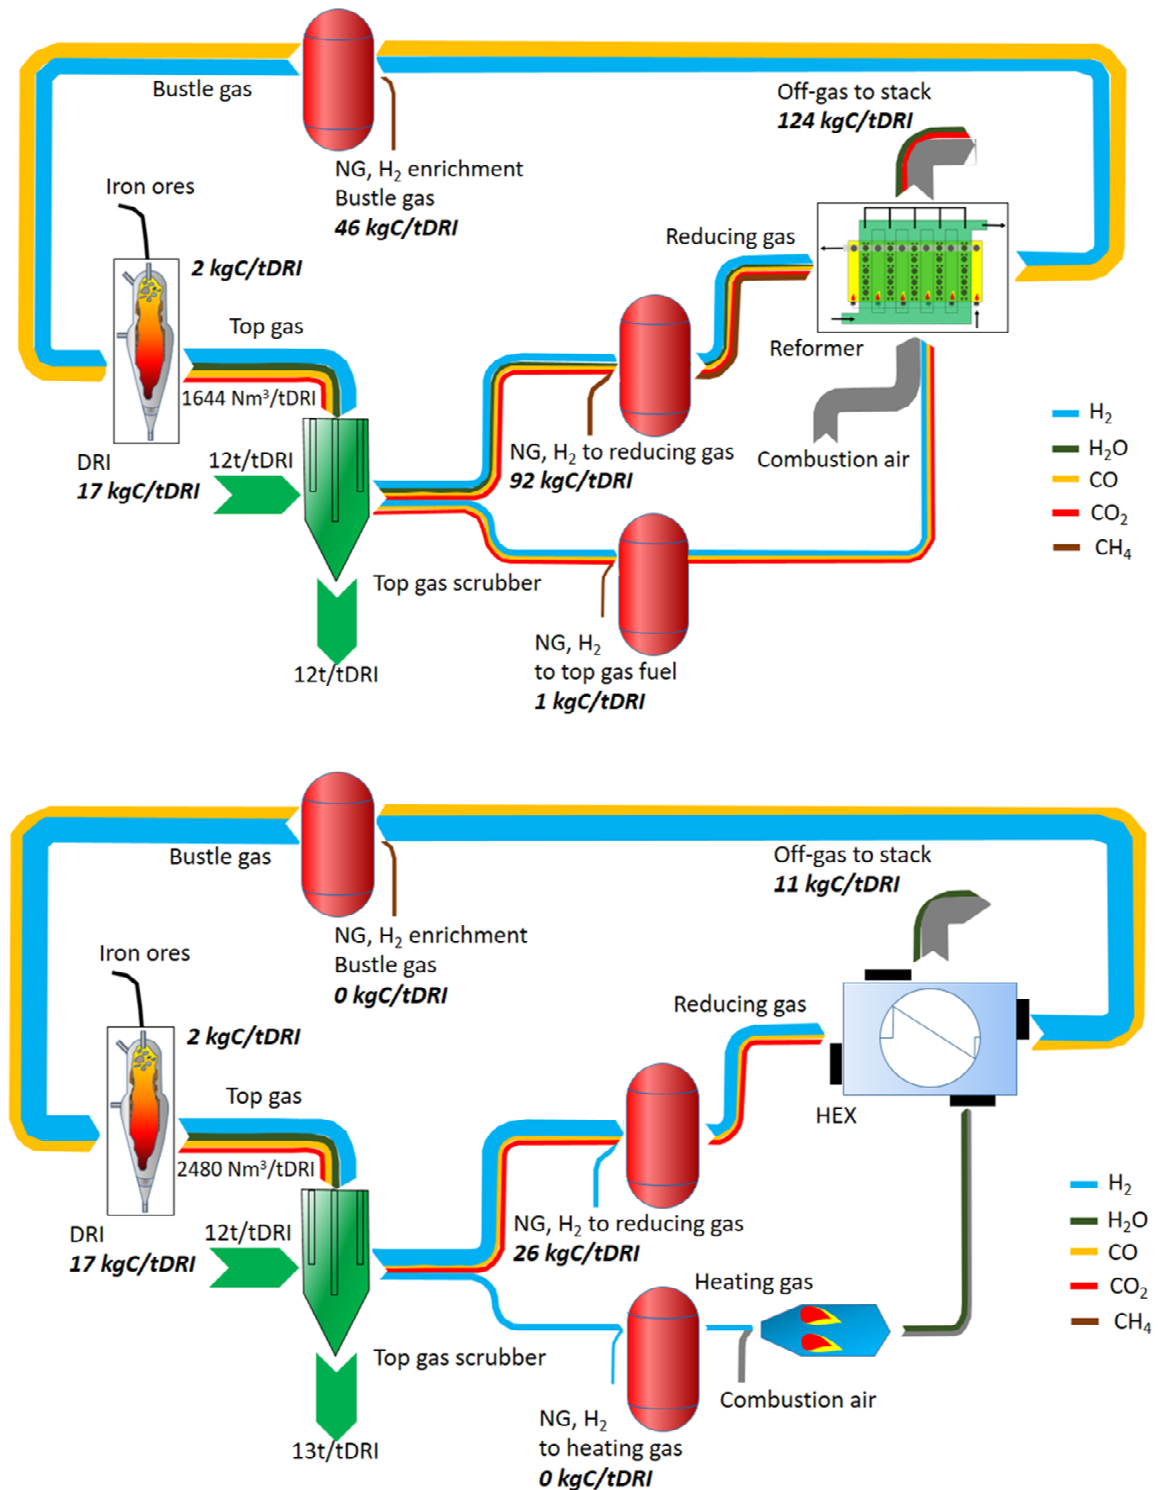 Bustle gas
Off-gas to stack
124 kgC/tDRI
NG, H₂ enrichment
Bustle gas
46 kgC/tDRI
Iron ores
2 kgC/tDRI
Reducing gas
Top gas
Reformer
1644 Nm³/tDRI
H₂
H₂O
CO
CO₂
CH₄
NG, H₂ to reducing gas
92 kgC/tDRI
Combustion air
DRI
17 kgC/tDRI
12t/tDRI
Top gas scrubber
12t/tDRI
NG, H₂
to top gas fuel
1 kgC/tDRI
Bustle gas
Off-gas to stack
11 kgC/tDRI
NG, H₂ enrichment
Bustle gas
0 kgC/tDRI
Iron ores
2 kgC/tDRI
Reducing gas
Top gas
HEX
2480 Nm³/tDRI
H₂
H₂O
CO
CO₂
CH₄
DRI
17 kgC/tDRI
12t/tDRI
NG, H₂ to reducing gas
26 kgC/tDRI
Heating gas
Top gas scrubber
Combustion air
13t/tDRI
NG, H₂
to heating gas
0 kgC/tDRI